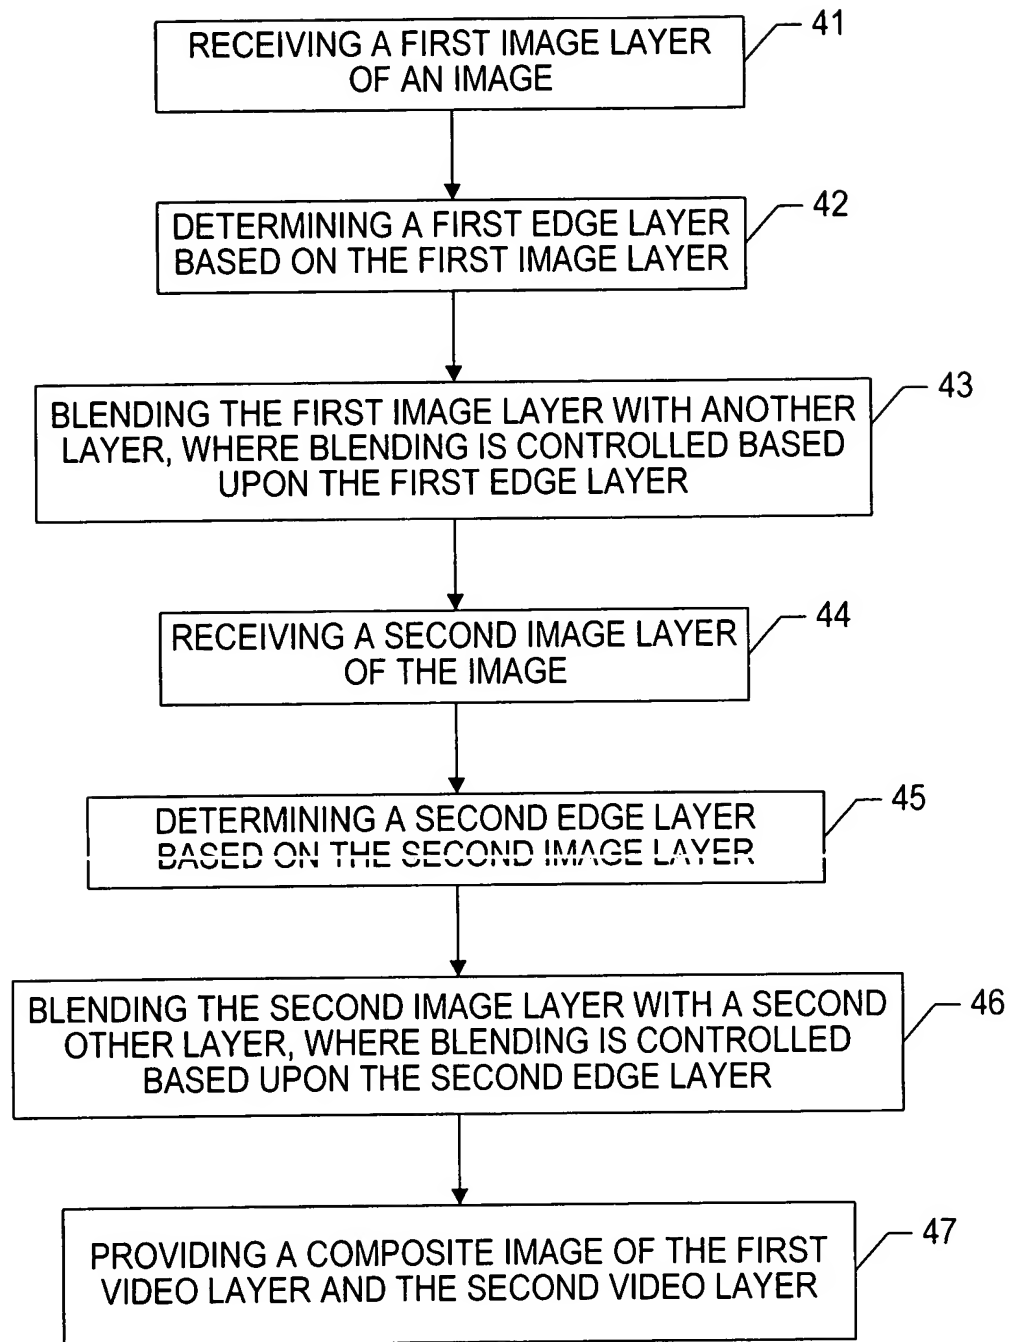 41
RECEIVING A FIRST IMAGE LAYER
OF AN IMAGE
42
DETERMINING A FIRST EDGE LAYER
BASED ON THE FIRST IMAGE LAYER
43
BLENDING THE FIRST IMAGE LAYER WITH ANOTHER
LAYER, WHERE BLENDING IS CONTROLLED BASED
UPON THE FIRST EDGE LAYER
44
RECEIVING A SECOND IMAGE LAYER
OF THE IMAGE
45
DETERMINING A SECOND EDGE LAYER
BASED ON THE SECOND IMAGE LAYER
46
BLENDING THE SECOND IMAGE LAYER WITH A SECOND
OTHER LAYER, WHERE BLENDING IS CONTROLLED
BASED UPON THE SECOND EDGE LAYER
47
PROVIDING A COMPOSITE IMAGE OF THE FIRST
VIDEO LAYER AND THE SECOND VIDEO LAYER